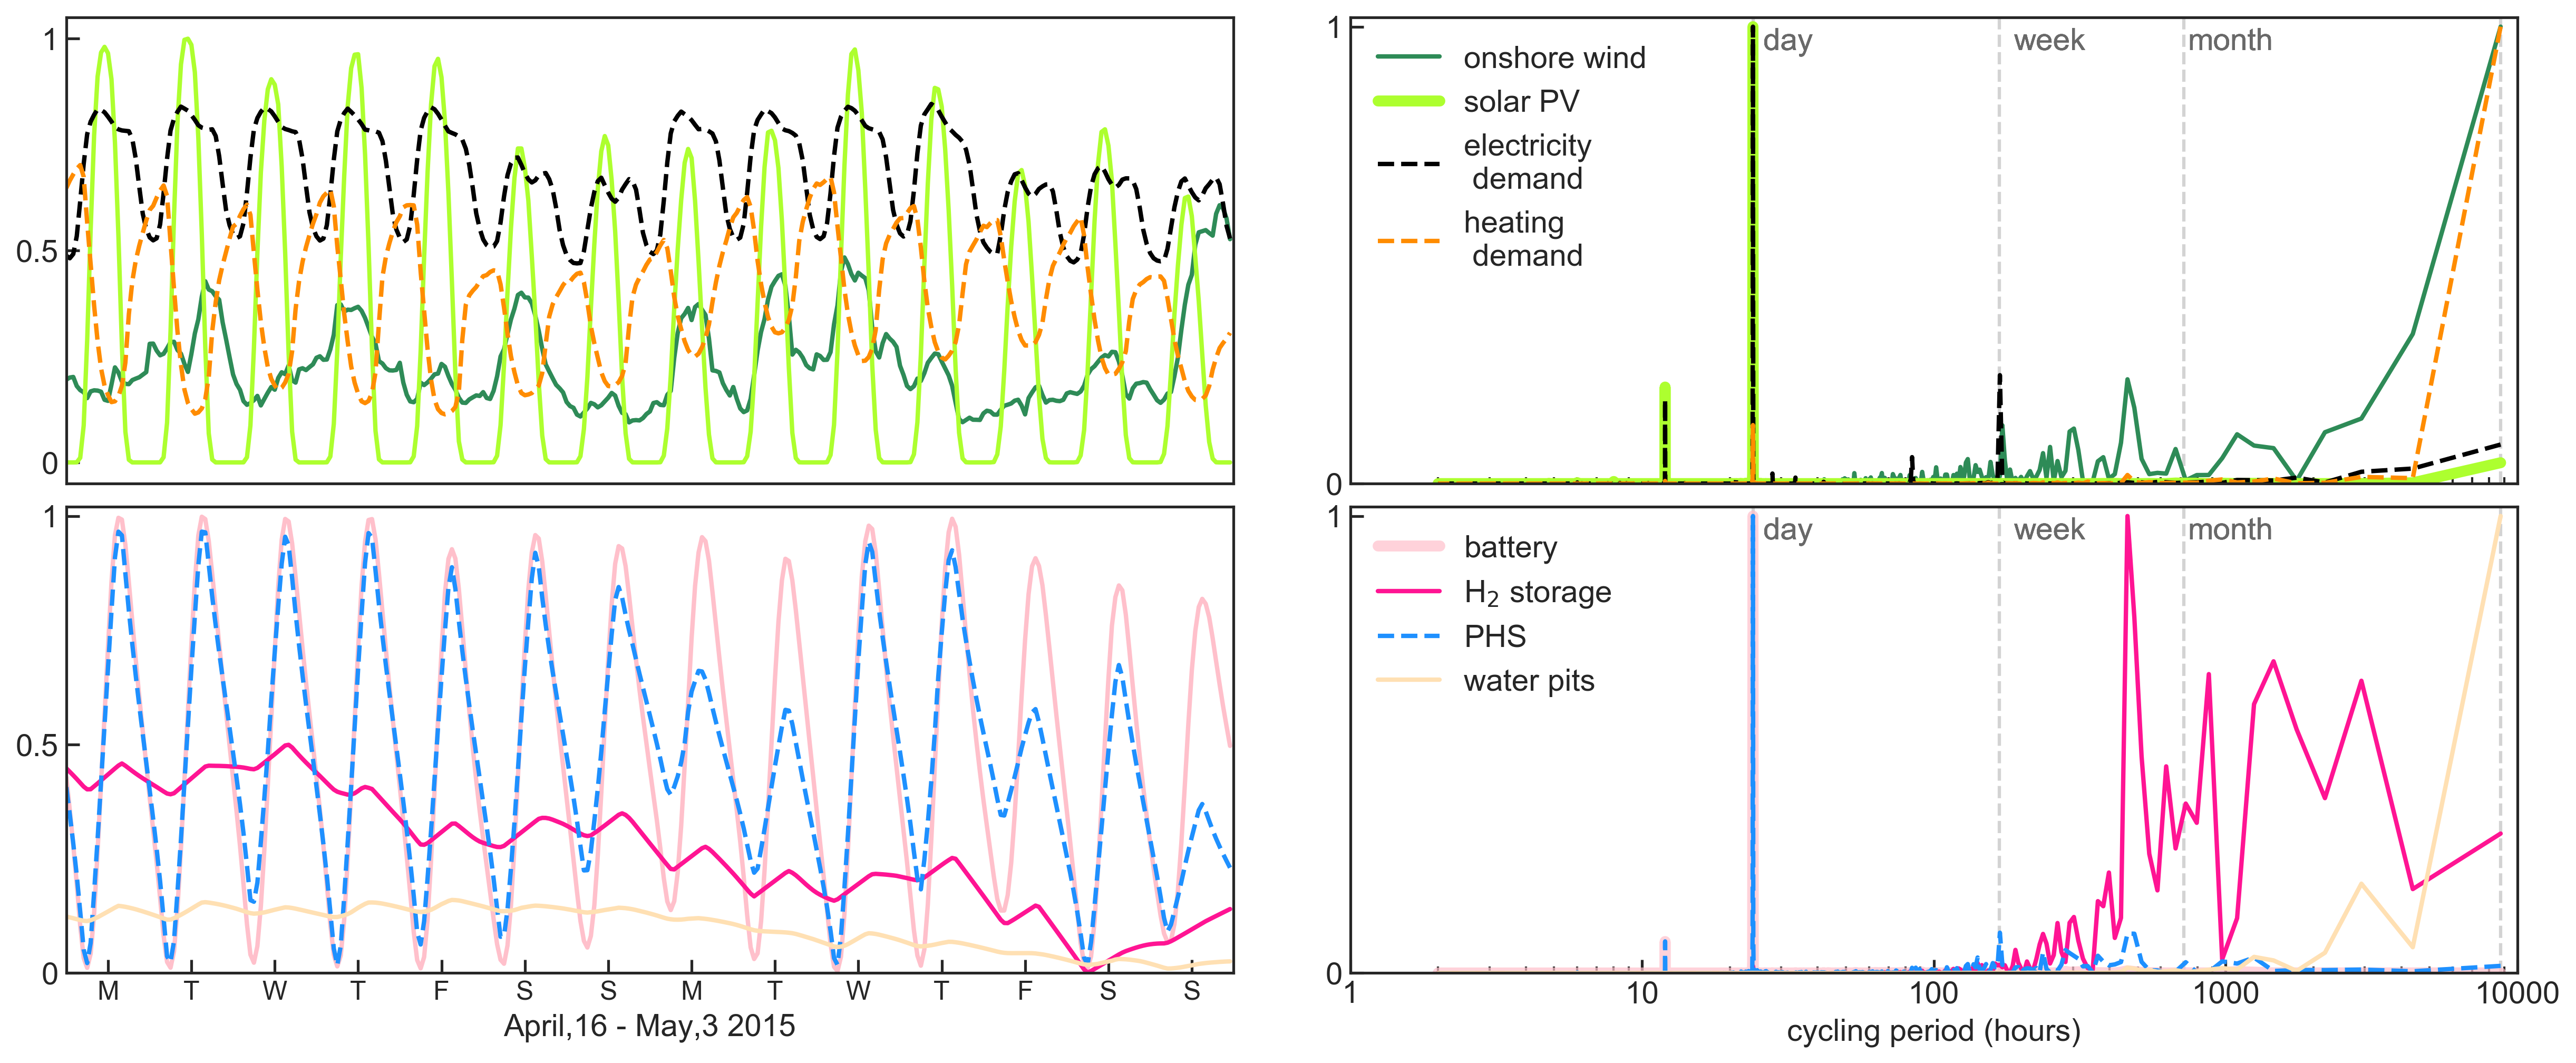 1
0.5
0
1
0
day
week
month
onshore wind
solar PV
electricity
demand
heating
demand
1
0.5
0
M T W T F S S M T W T F S S
April,16 - May,3 2015
1
0
day
week
month
battery
H₂ storage
PHS
water pits
1 10 100 1000 10000
cycling period (hours)